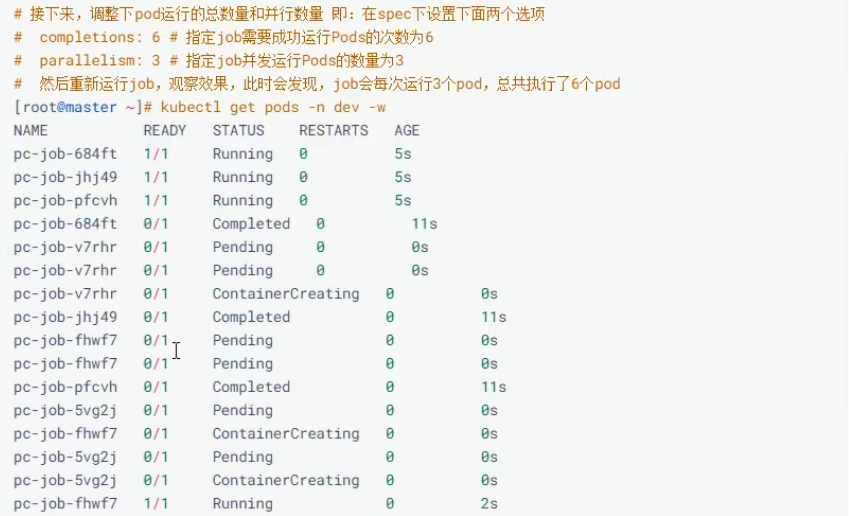 # 接下来，调整下pod运行的总数量和并行数量 即：在spec下设置下面两个选项
#  completions: 6 # 指定job需要成功运行Pods的次数为6
#  parallelism: 3 # 指定job并发运行Pods的数量为3
#  然后重新运行job，观察效果，此时会发现，job会每次运行3个pod，总共执行了6个pod
[root@master ~]# kubectl get pods -n dev -w
NAME           READY   STATUS    RESTARTS   AGE
pc-job-684ft   1/1     Running   0          5s
pc-job-jhj49   1/1     Running   0          5s
pc-job-pfcvh   1/1     Running   0          5s
pc-job-684ft   0/1     Completed   0          11s
pc-job-v7rhr   0/1     Pending     0          0s
pc-job-v7rhr   0/1     Pending     0          0s
pc-job-v7rhr   0/1     ContainerCreating   0          0s
pc-job-jhj49   0/1     Completed           0          11s
pc-job-fhwf7   0/1     Pending             0          0s
pc-job-fhwf7   0/1     Pending             0          0s
pc-job-pfcvh   0/1     Completed           0          11s
pc-job-5vg2j   0/1     Pending             0          0s
pc-job-fhwf7   0/1     ContainerCreating   0          0s
pc-job-5vg2j   0/1     Pending             0          0s
pc-job-5vg2j   0/1     ContainerCreating   0          0s
pc-job-fhwf7   1/1     Running             0          2s